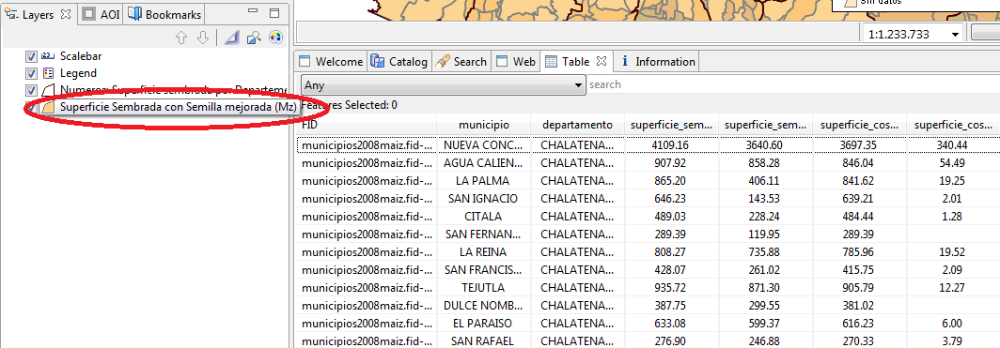 Layers AOI Bookmarks
Scalebar
Legend
Numeros: Superficie sembrada por Departeme
Superficie Sembrada con Semilla mejorada (Mz)
Sin datos
1:1.233.733
Welcome Catalog Search Web Table Information
Any search
Features Selected: 0
FID municipio departamento superficie_sem... superficie_sem... superficie_cos... superficie_cos...
municipios2008maiz.fid-... NUEVA CONC... CHALATENA... 4109.16 3640.60 3697.35 340.44
municipios2008maiz.fid-... AGUA CALIEN... CHALATENA... 907.92 858.28 846.04 54.49
municipios2008maiz.fid-... LA PALMA CHALATENA... 865.20 406.11 841.62 19.25
municipios2008maiz.fid-... SAN IGNACIO CHALATENA... 646.23 143.53 639.21 2.01
municipios2008maiz.fid-... CITALA CHALATENA... 489.03 228.24 484.44 1.28
municipios2008maiz.fid-... SAN FERNAN... CHALATENA... 289.39 119.95 289.39
municipios2008maiz.fid-... LA REINA CHALATENA... 808.27 735.88 785.96 19.52
municipios2008maiz.fid-... SAN FRANCIS... CHALATENA... 428.07 261.02 415.75 2.09
municipios2008maiz.fid-... TEJUTLA CHALATENA... 935.72 871.30 905.79 12.27
municipios2008maiz.fid-... DULCE NOMB... CHALATENA... 387.75 299.55 381.02
municipios2008maiz.fid-... EL PARAISO CHALATENA... 633.08 599.37 616.23 6.00
municipios2008maiz.fid-... SAN RAFAEL CHALATENA... 276.90 246.88 270.33 3.79